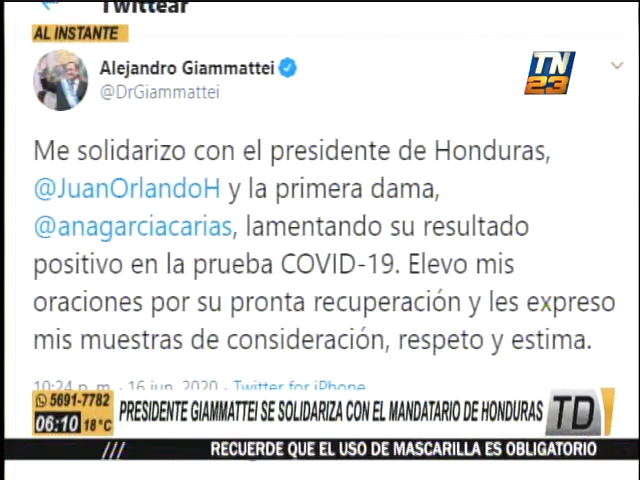 Twittear
AL INSTANTE
Alejandro Giammattei
@DrGiammattei
TN
23
Me solidarizo con el presidente de Honduras,
@JuanOrlandoH y la primera dama,
@anagarciacarias, lamentando su resultado
positivo en la prueba COVID-19. Elevo mis
oraciones por su pronta recuperación y les expreso
mis muestras de consideración, respeto y estima.
10:24 p. m. · 16 jun. 2020 · Twitter for iPhone
5691-7782
06:10 18°C
PRESIDENTE GIAMMATTEI SE SOLIDARIZA CON EL MANDATARIO DE HONDURAS
TD
RECUERDE QUE EL USO DE MASCARILLA ES OBLIGATORIO